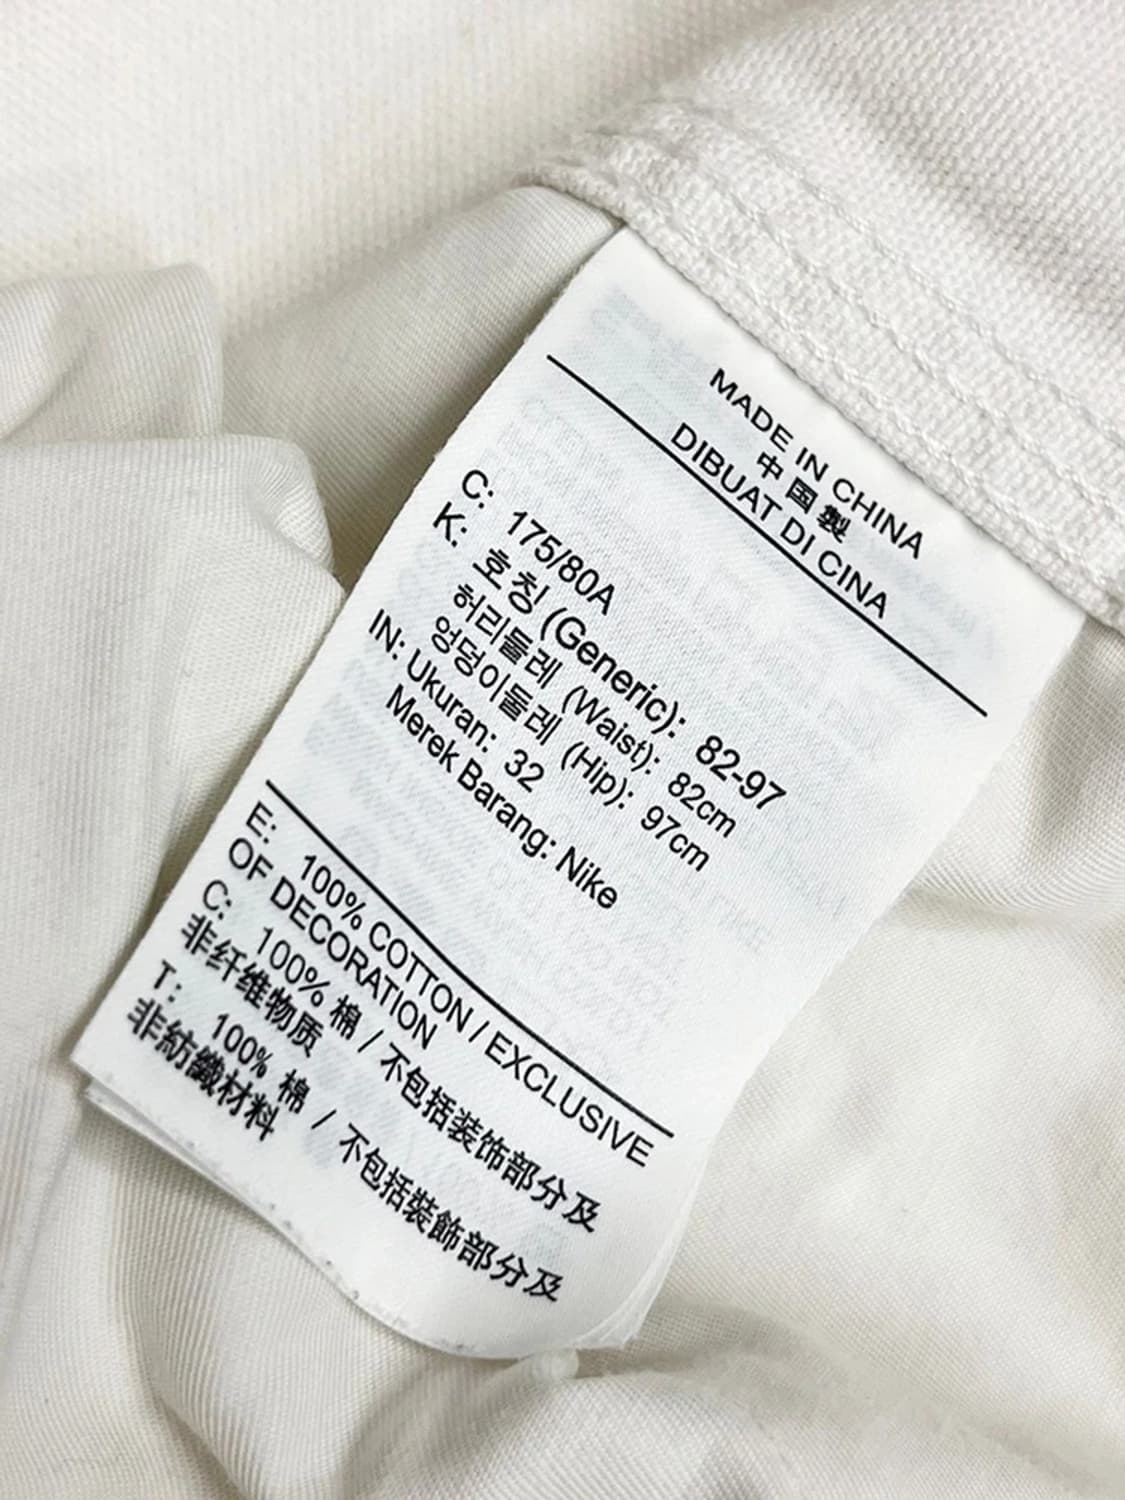 MADE IN CHINA
中国製
DIBUAT DI CINA
C: 175/80A
K: 호칭 (Generic): 82-97
허리둘레 (Waist): 82cm
엉덩이둘레 (Hip): 97cm
IN: Ukuran: 32
Merek Barang: Nike
E: 100% COTTON / EXCLUSIVE
OF DECORATION
C: 100% 棉 / 不包括装饰部分及
非纤维物质
T: 100% 棉 / 不包括裝飾部分及
非紡織材料